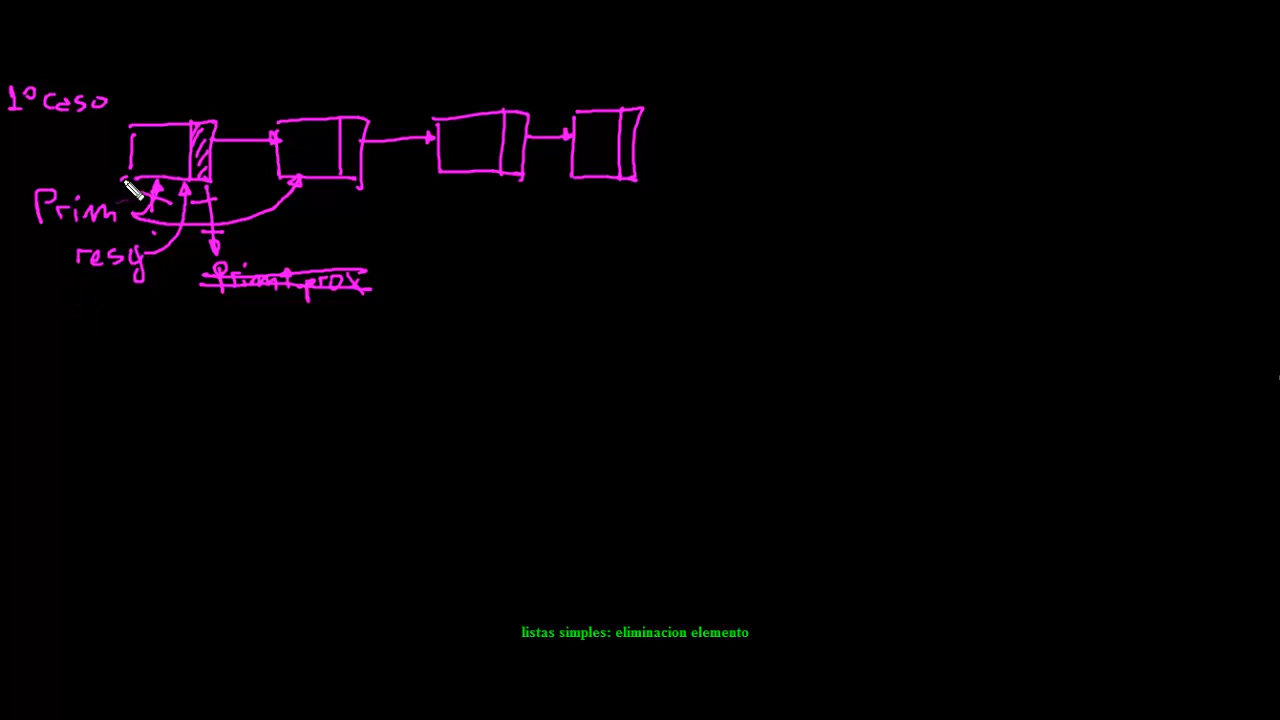 1º caso
Prim
resg
Prim↑prox
listas simples: eliminacion elemento